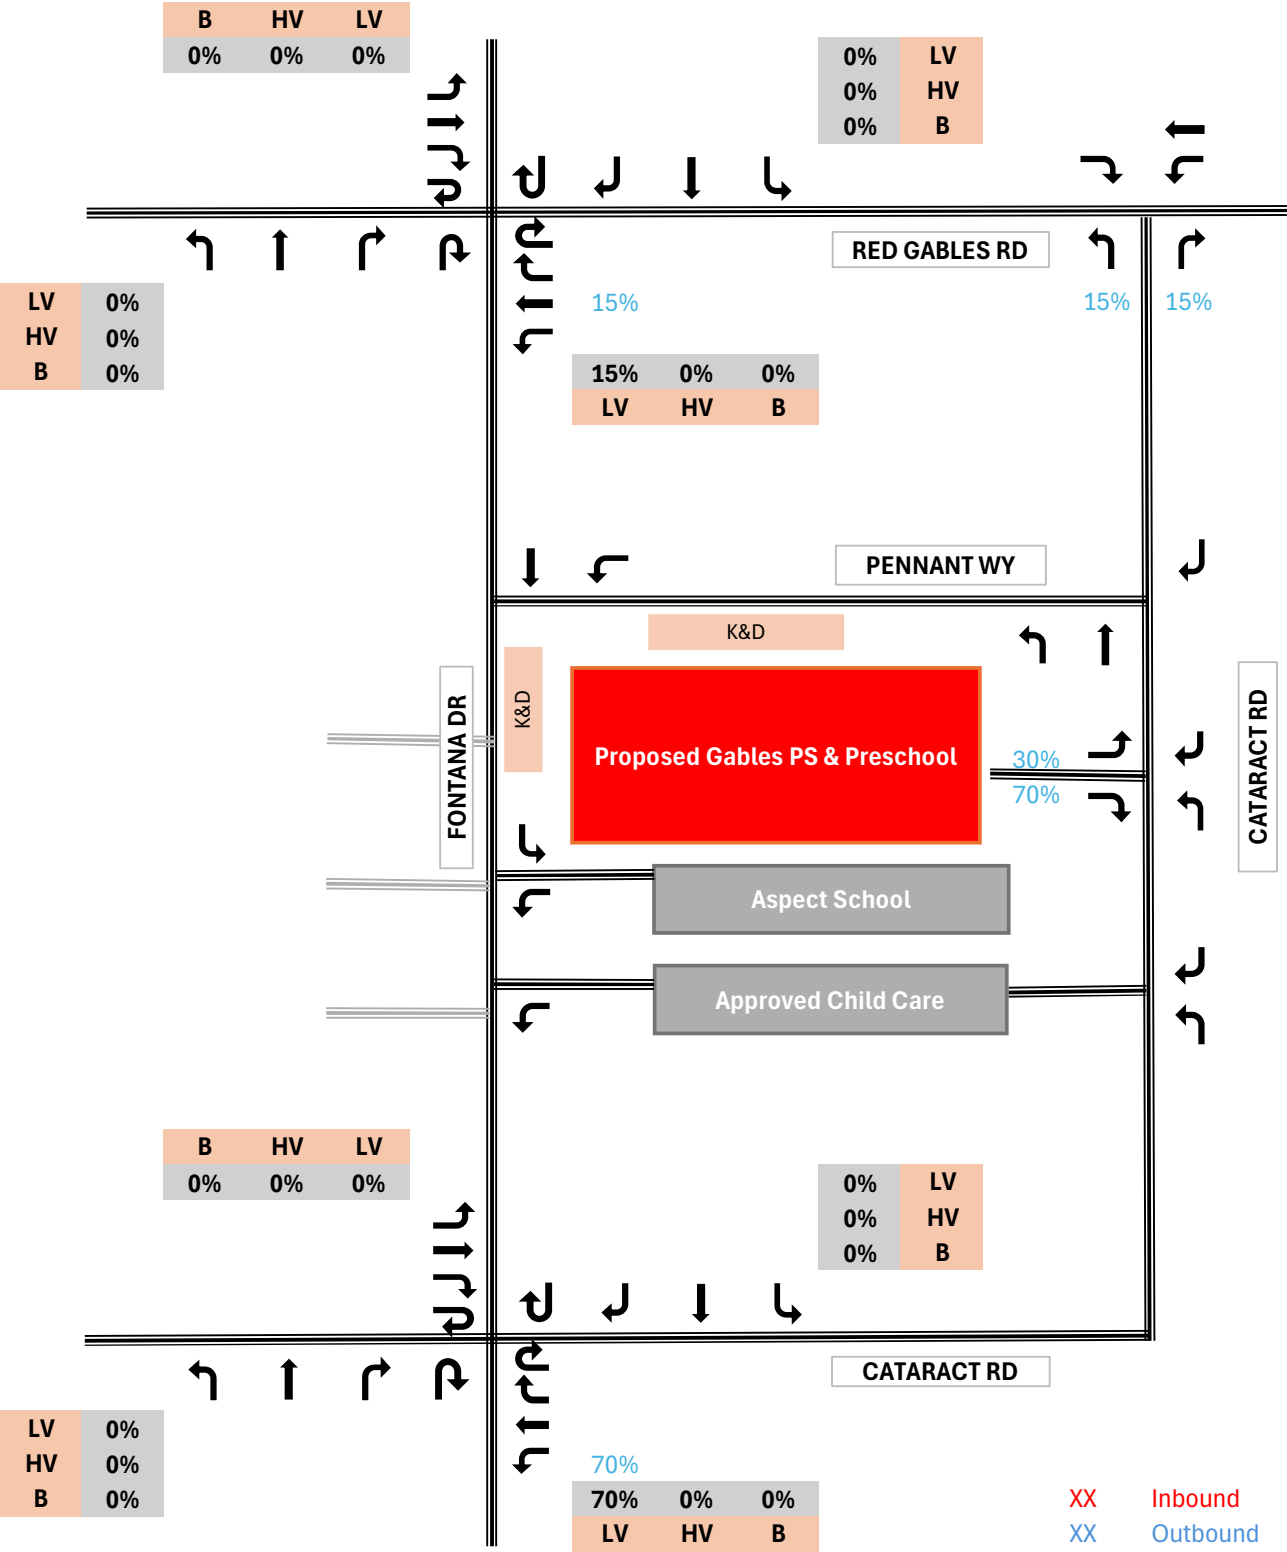 B HV LV
0% 0% 0%
0% LV
0% HV
0% B
RED GABLES RD
LV 0%
HV 0%
B 0%
15%
15% 15%
15% 0% 0%
LV HV B
PENNANT WY
K&D
K&D
FONTANA DR
CATARACT RD
Proposed Gables PS & Preschool
30%
70%
Aspect School
Approved Child Care
B HV LV
0% 0% 0%
0% LV
0% HV
0% B
CATARACT RD
LV 0%
HV 0%
B 0%
70%
70% 0% 0%
LV HV B
XX Inbound
XX Outbound